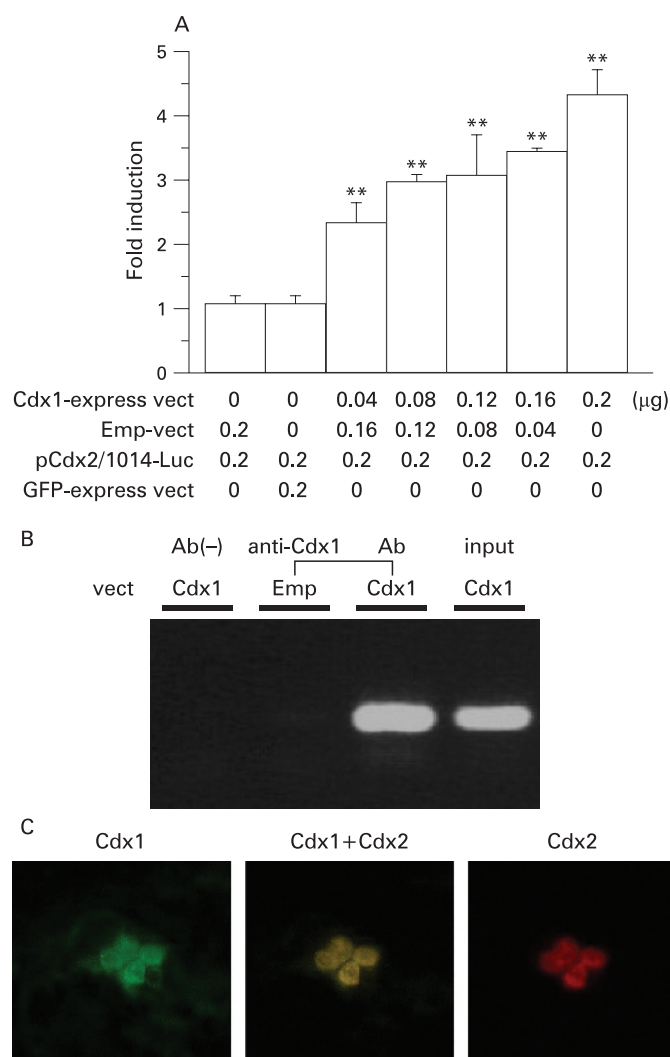 A
5
4
3
2
1
0
Fold induction
**
**
**
**
**
Cdx1-express vect 0 0 0.04 0.08 0.12 0.16 0.2 (μg)
Emp-vect 0.2 0 0.16 0.12 0.08 0.04 0
pCdx2/1014-Luc 0.2 0.2 0.2 0.2 0.2 0.2 0.2
GFP-express vect 0 0.2 0 0 0 0 0
B
Ab(−) anti-Cdx1 Ab input
vect Cdx1 Emp Cdx1 Cdx1
C
Cdx1 Cdx1+Cdx2 Cdx2